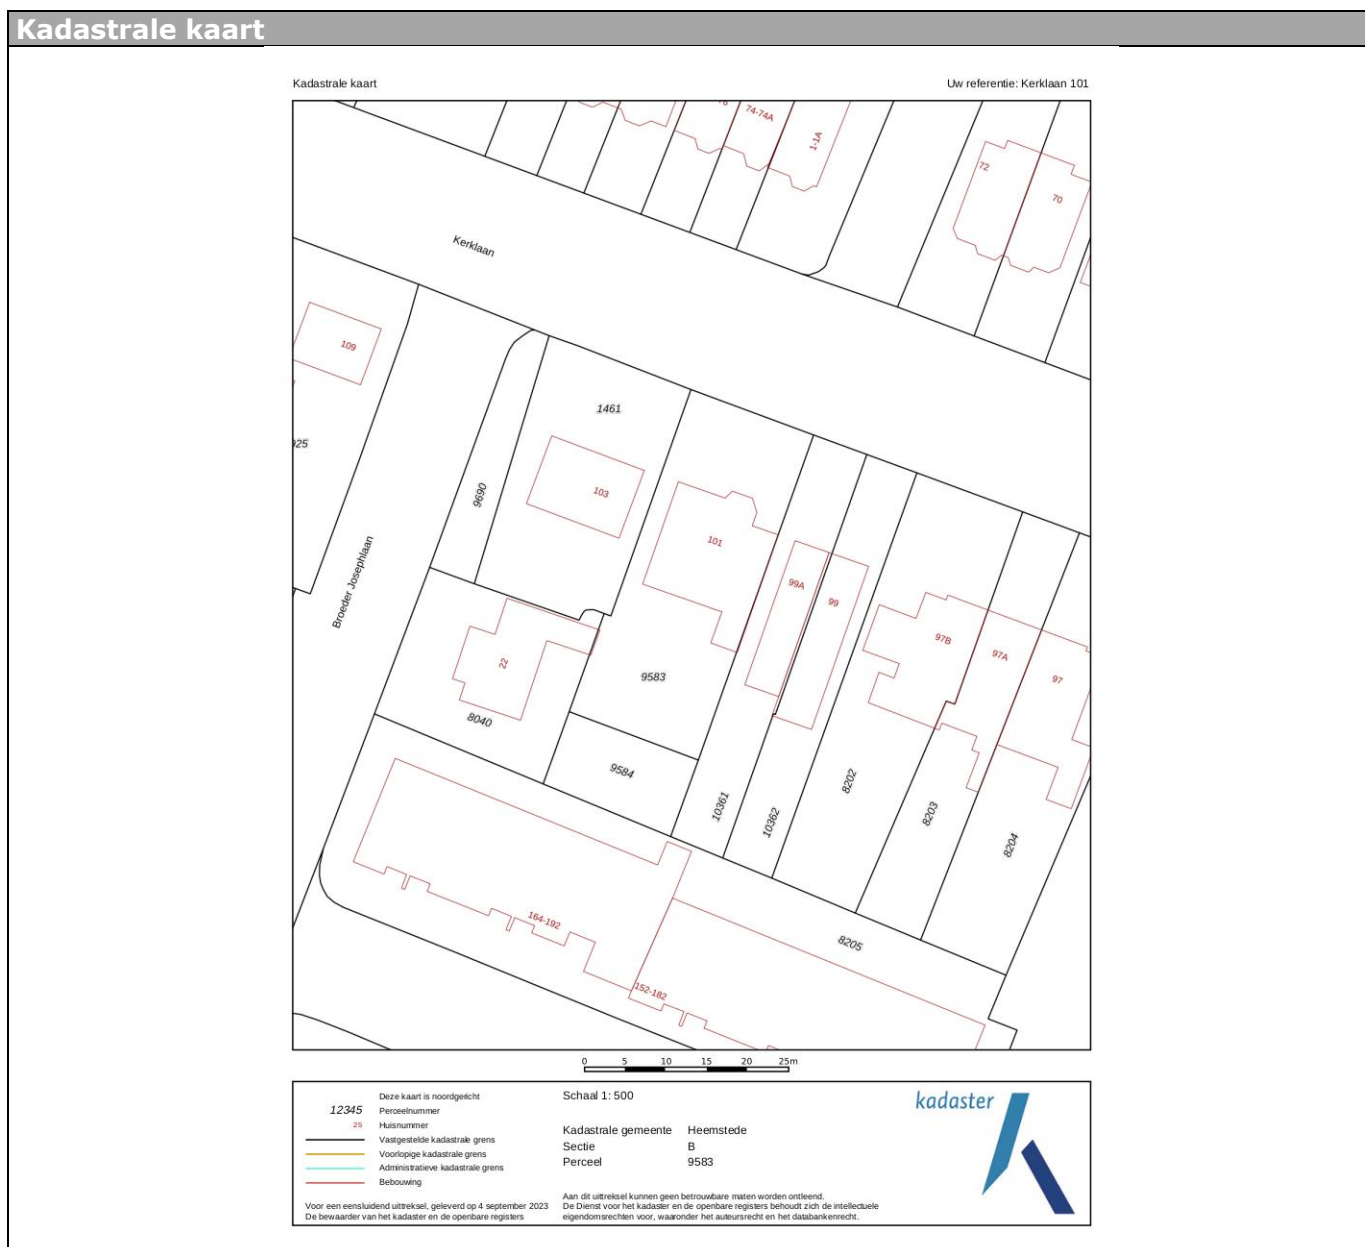 Kadastrale kaart
Kadastrale kaart
Uw referentie: Kerklaan 101
74-74A
1-1A
72
70
Kerklaan
109
1461
103
9690
101
Broeder Josephlaan
99A
99
97B
97A
97
22
9583
8040
9584
10361
10362
8202
8203
8204
164-192
8205
152-182
0 5 10 15 20 25m
Deze kaart is noordgericht
12345 Perceelnummer
25 Huisnummer
Vastgestelde kadastrale grens
Voorlopige kadastrale grens
Administratieve kadastrale grens
Bebouwing
Voor een eensluidend uittreksel, geleverd op 4 september 2023
De bewaarder van het kadaster en de openbare registers
Schaal 1: 500
Kadastrale gemeente Heemstede
Sectie B
Perceel 9583
Aan dit uittreksel kunnen geen betrouwbare maten worden ontleend.
De Dienst voor het kadaster en de openbare registers behoudt zich de intellectuele
eigendomsrechten voor, waaronder het auteursrecht en het databankenrecht.
kadaster